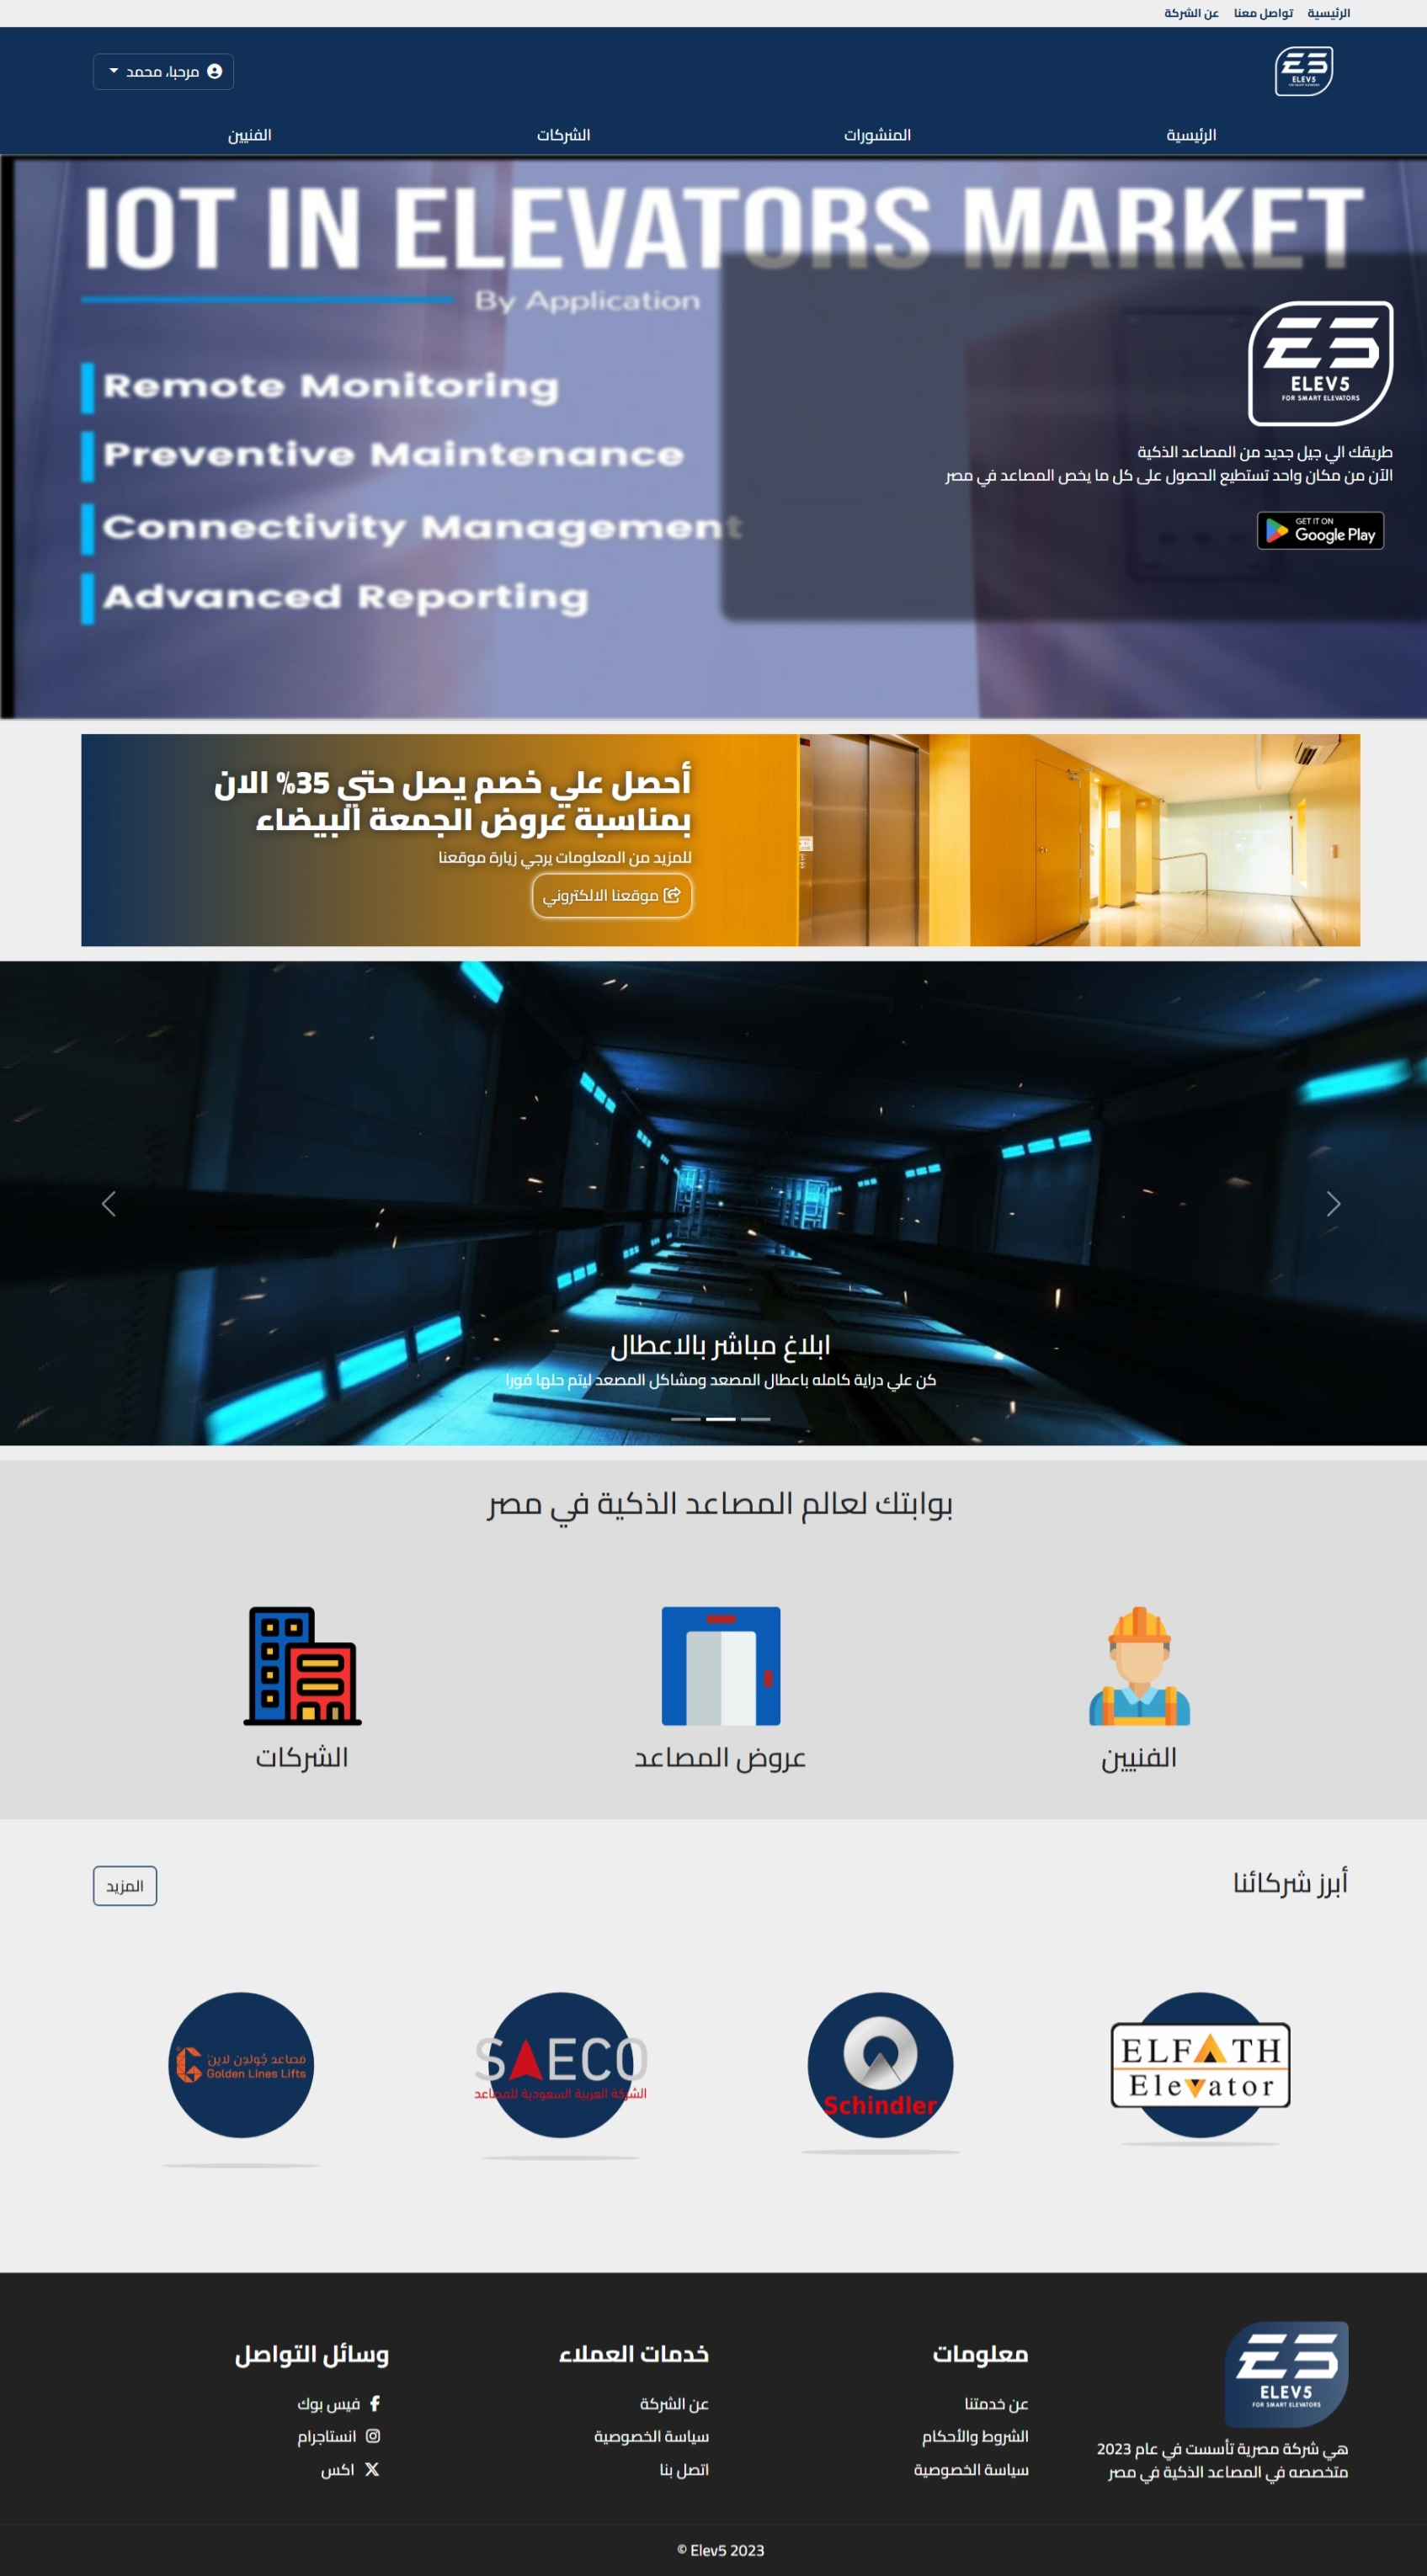 الرئيسية تواصل معنا عن الشركة
ELEV5
مرحبا، محمد
الرئيسية المنشورات الشركات الفنيين
IOT IN ELEVATORS MARKET
By Application
Remote Monitoring
Preventive Maintenance
Connectivity Management
Advanced Reporting
ELEV5
FOR SMART ELEVATORS
طريقك الي جيل جديد من المصاعد الذكية
الآن من مكان واحد تستطيع الحصول على كل ما يخص المصاعد في مصر
GET IT ON
Google Play
أحصل علي خصم يصل حتي 35% الان
بمناسبة عروض الجمعة البيضاء
للمزيد من المعلومات يرجي زيارة موقعنا
موقعنا الالكتروني
ابلاغ مباشر بالاعطال
كن علي دراية كامله باعطال المصعد ومشاكل المصعد ليتم حلها فورا
بوابتك لعالم المصاعد الذكية في مصر
الفنيين عروض المصاعد الشركات
أبرز شركائنا
المزيد
ELFATH
Elevator
Schindler
SAECO
الشركة العربية السعودية للمصاعد
مصاعد جُولدن لاين
Golden Lines Lifts
ELEV5
FOR SMART ELEVATORS
هي شركة مصرية تأسست في عام 2023
متخصصه في المصاعد الذكية في مصر
معلومات
عن خدمتنا
الشروط والأحكام
سياسة الخصوصية
خدمات العملاء
عن الشركة
سياسة الخصوصية
اتصل بنا
وسائل التواصل
فيس بوك
انستاجرام
اكس
© Elev5 2023